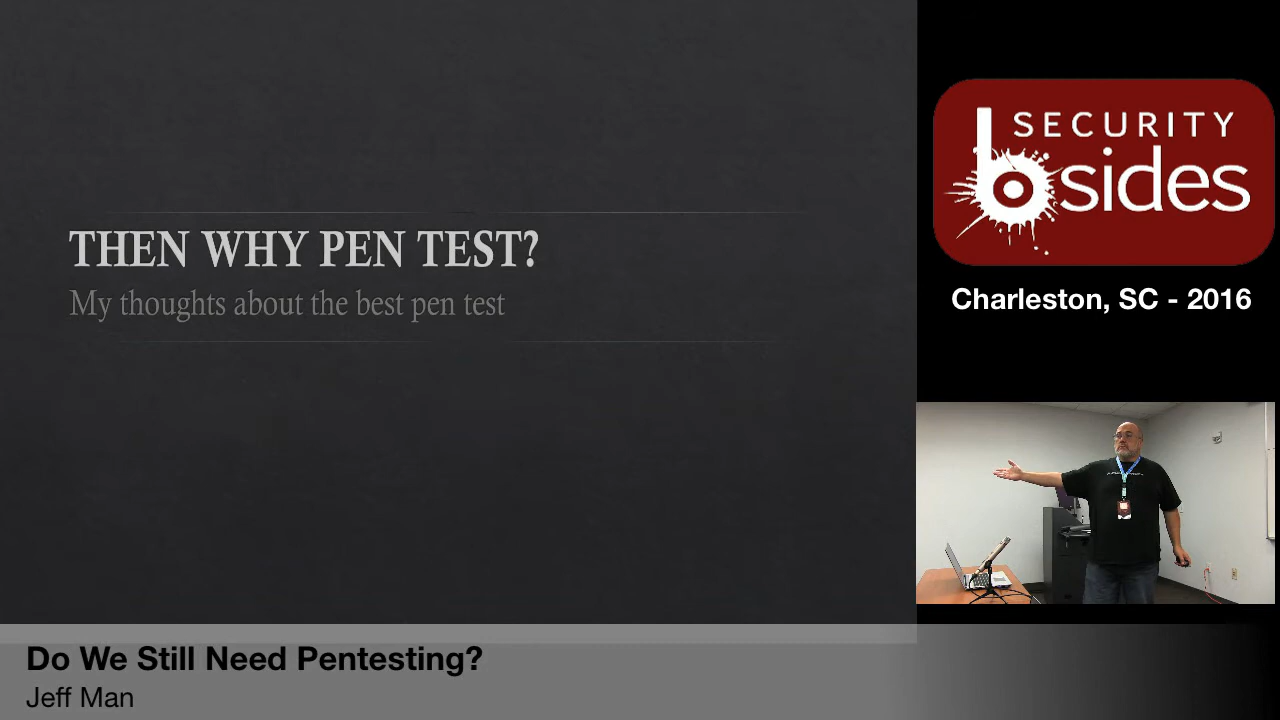 THEN WHY PEN TEST?
My thoughts about the best pen test
SECURITY
bsides
Charleston, SC - 2016
Do We Still Need Pentesting?
Jeff Man